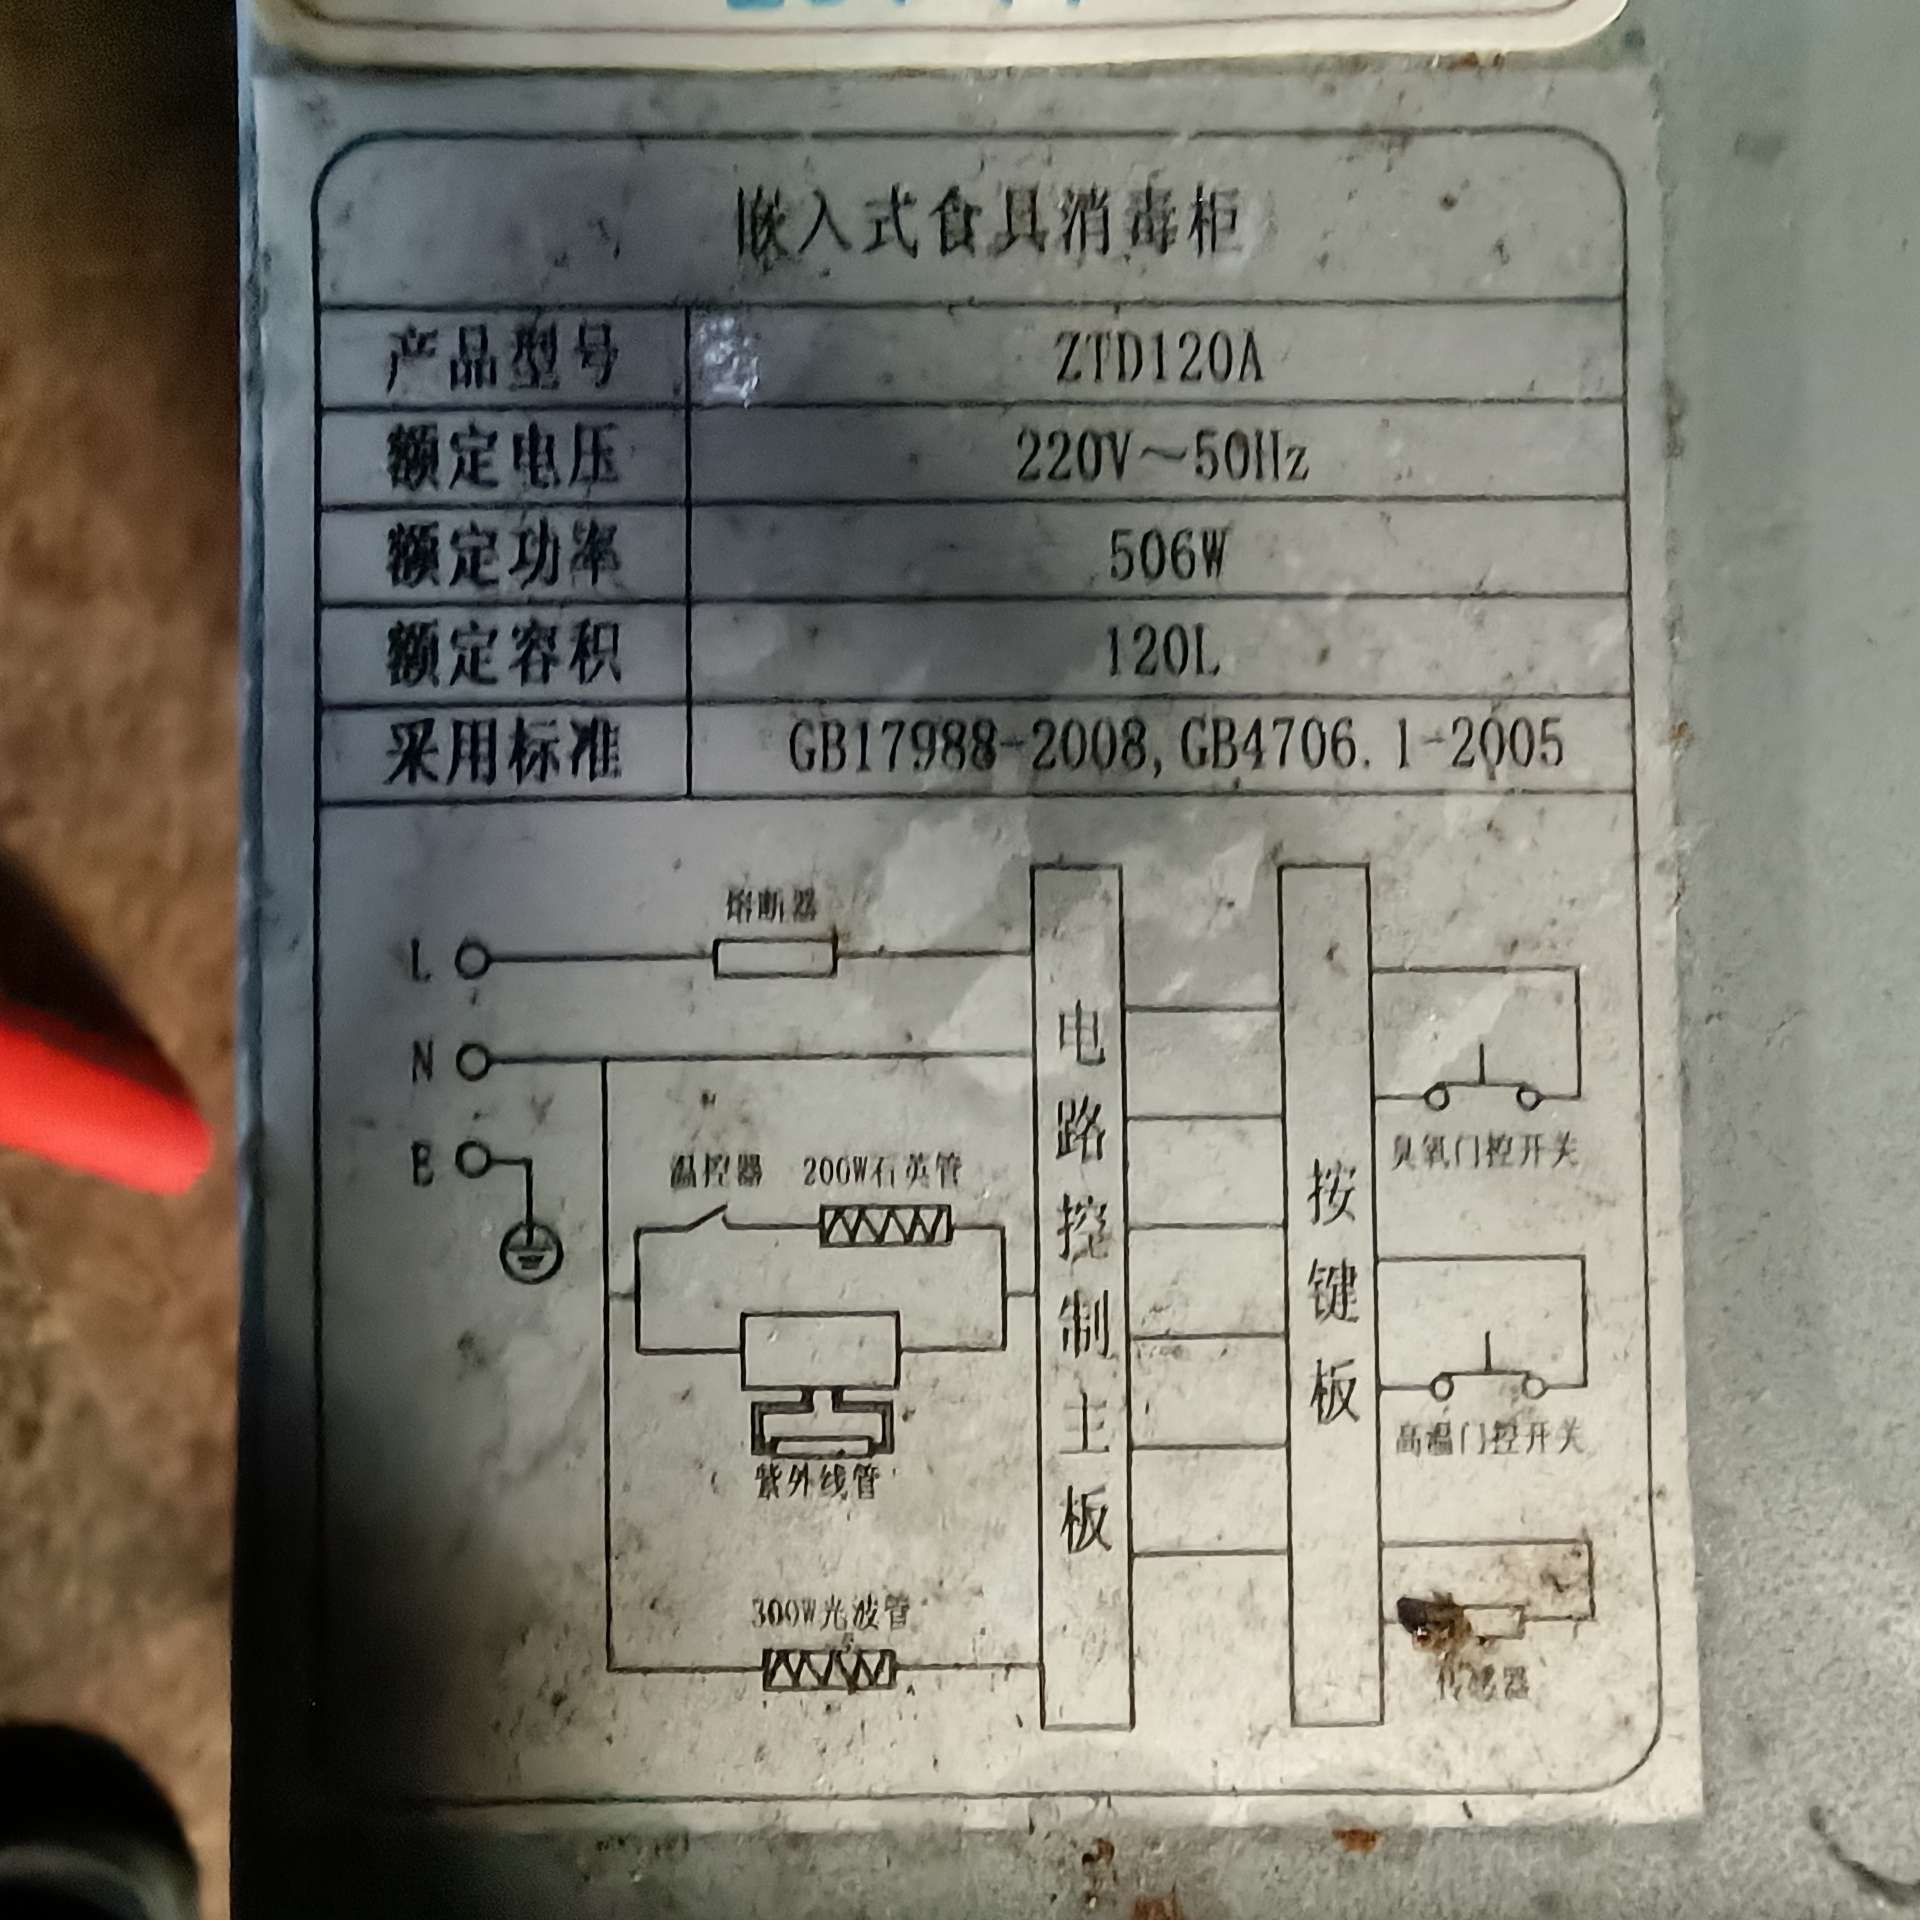 嵌入式食具消毒柜
产品型号 ZTD120A
额定电压 220V～50Hz
额定功率 506W
额定容积 120L
采用标准 GB17988-2008,GB4706.1-2005
熔断器
L
N
E
温控器 200W石英管
紫外线管
300W光波管
电路控制主板
按键板
臭氧门控开关
高温门控开关
传感器